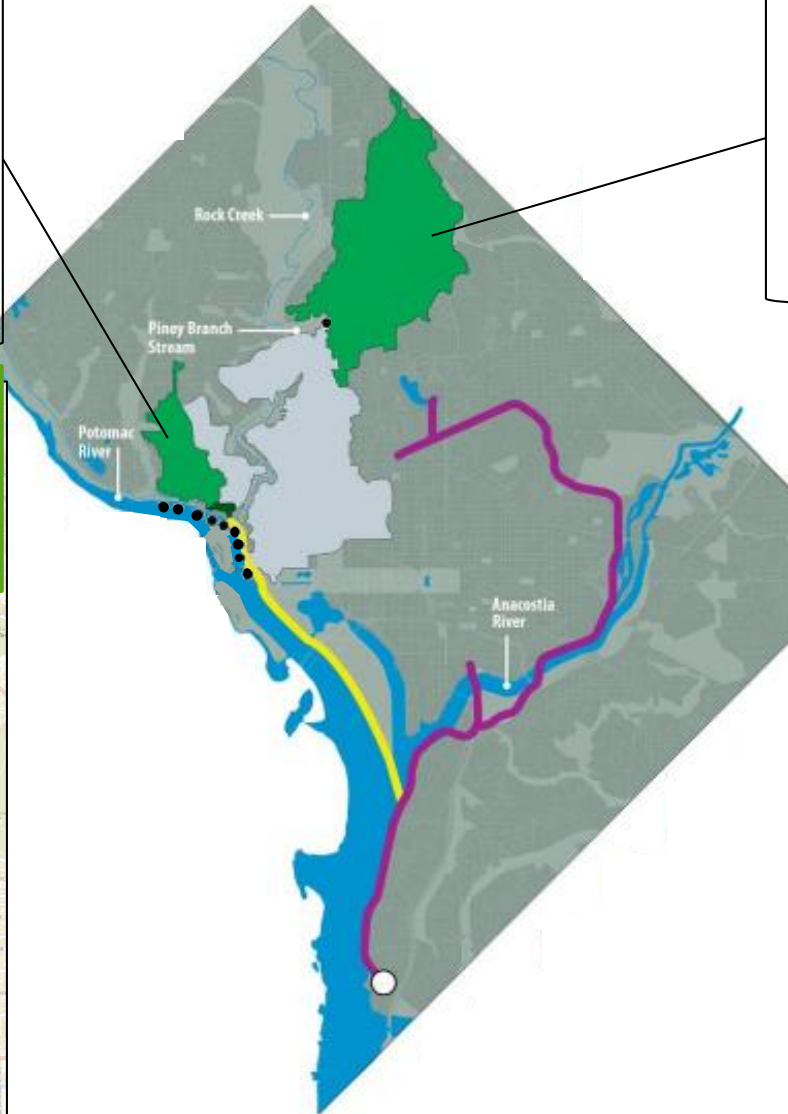 Rock Creek
Piney Branch
Stream
Potomac
River
Anacostia
River